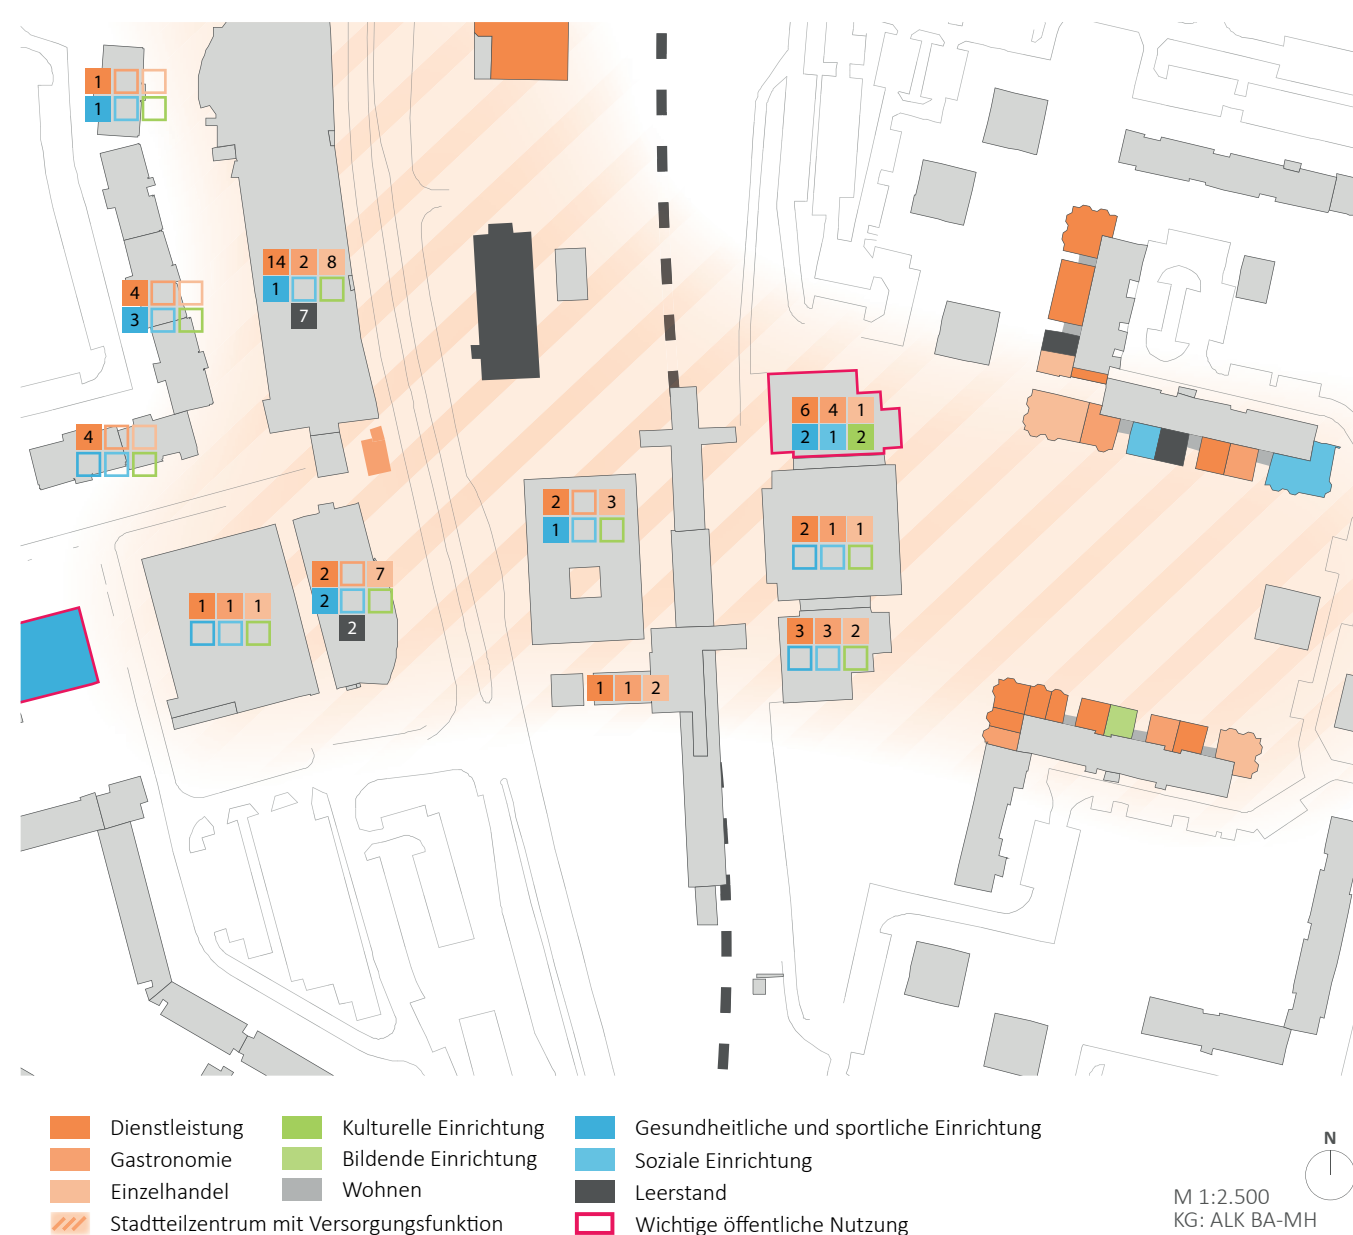 1
1
14 2 8
1
7
4
3
6 4 1
2 1 2
4
2 3
1
2 1 1
2 7
2
2
1 1 1
3 3 2
1 1 2
Dienstleistung
Gastronomie
Einzelhandel
Stadtteilzentrum mit Versorgungsfunktion
Kulturelle Einrichtung
Bildende Einrichtung
Wohnen
Gesundheitliche und sportliche Einrichtung
Soziale Einrichtung
Leerstand
Wichtige öffentliche Nutzung
N
M 1:2.500
KG: ALK BA-MH